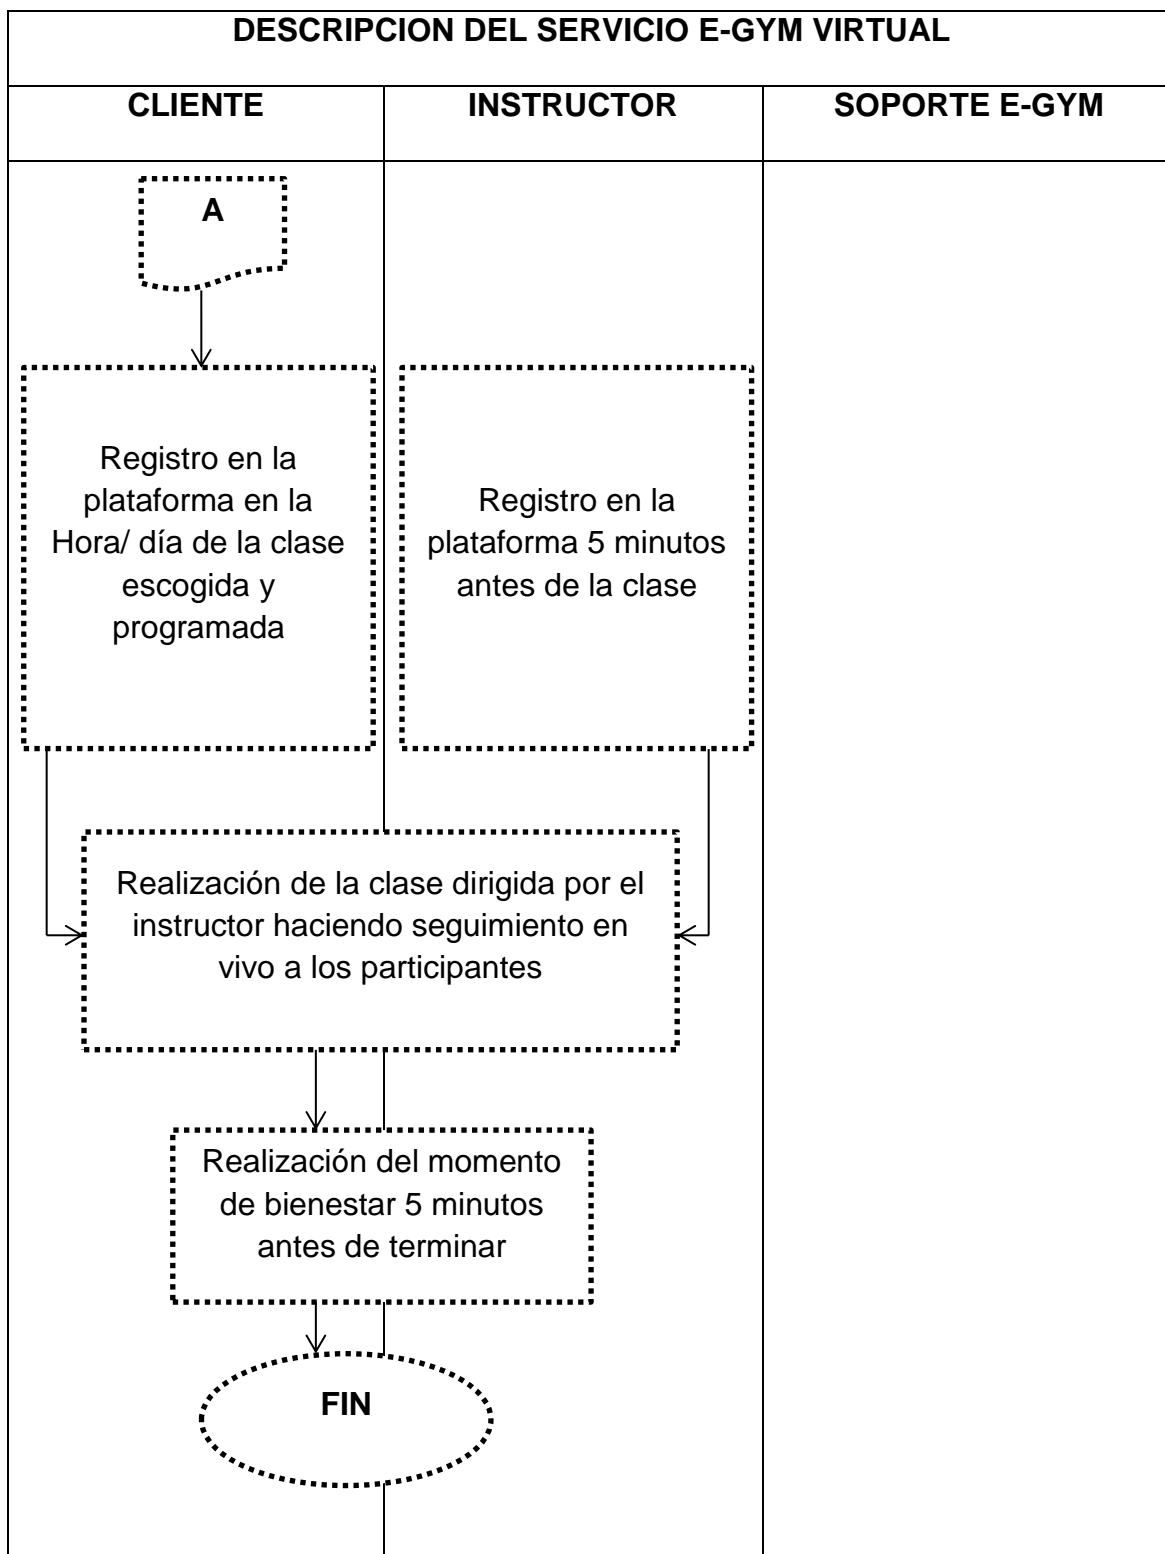 DESCRIPCION DEL SERVICIO E-GYM VIRTUAL
CLIENTE
INSTRUCTOR
SOPORTE E-GYM
A
Registro en la
plataforma en la
Hora/ día de la clase
escogida y
programada
Registro en la
plataforma 5 minutos
antes de la clase
Realización de la clase dirigida por el
instructor haciendo seguimiento en
vivo a los participantes
Realización del momento
de bienestar 5 minutos
antes de terminar
FIN